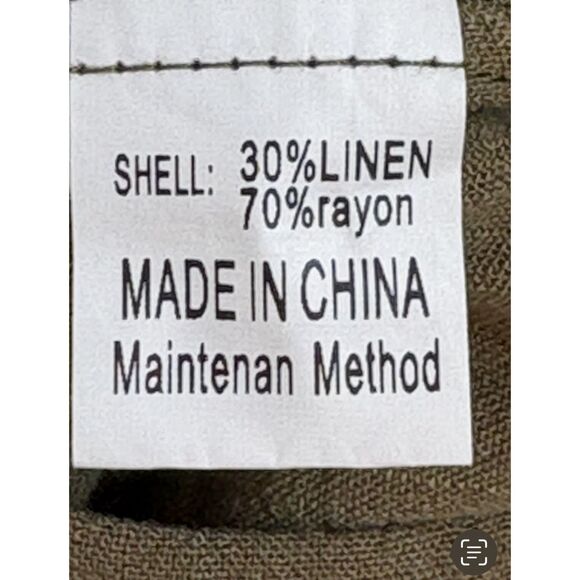 SHELL: 30%LINEN
70%rayon
MADE IN CHINA
Maintenan Method